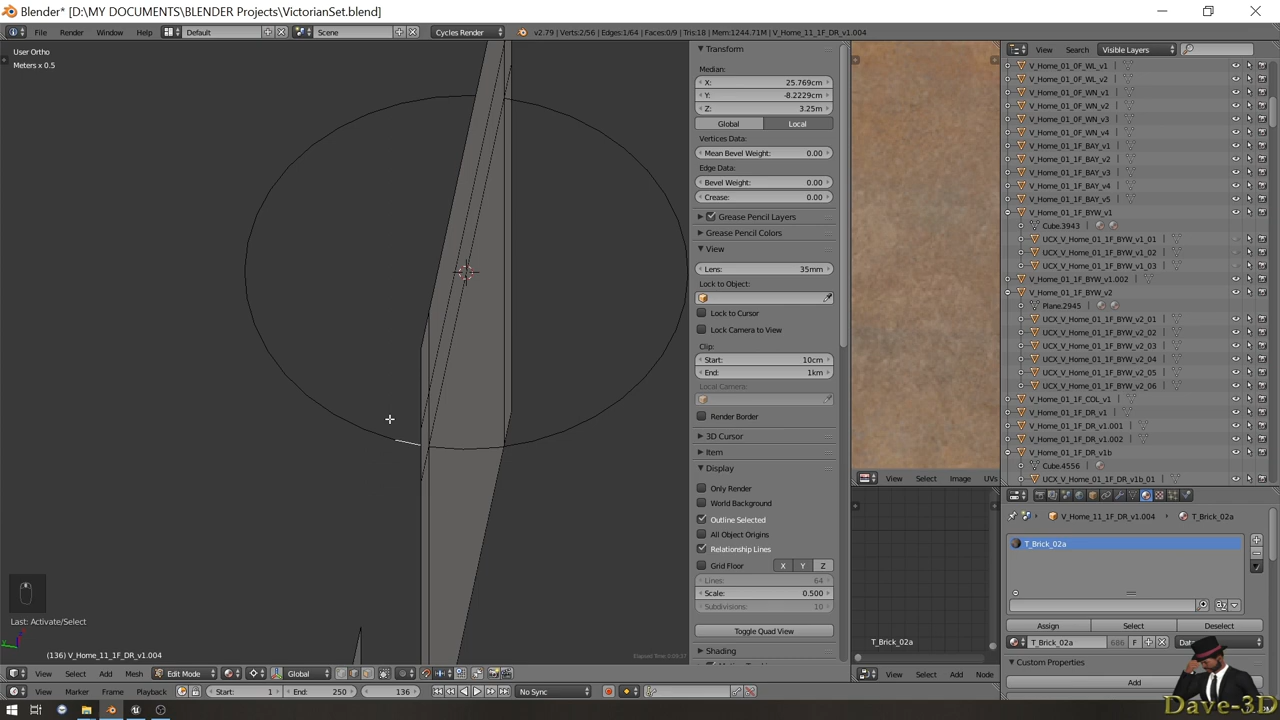 Blender* [D:\MY DOCUMENTS\BLENDER Projects\VictorianSet.blend]
File Render Window Help Default Scene Cycles Render v2.79 | Verts:2/56 | Edges:1/64 | Faces:0/9 | Tris:18 | Mem:1244.71M | V_Home_11_1F_DR_v1.004
User Ortho
Meters x 0.5
Transform
Median:
X: 25.769cm
Y: -8.2229cm
Z: 3.25m
Global Local
Vertices Data:
Mean Bevel Weight: 0.00
Edge Data:
Bevel Weight: 0.00
Crease: 0.00
Grease Pencil Layers
Grease Pencil Colors
View
Lens: 35mm
Lock to Object:
Lock to Cursor
Lock Camera to View
Clip:
Start: 10cm
End: 1km
Local Camera:
Render Border
3D Cursor
Item
Display
Only Render
World Background
Outline Selected
All Object Origins
Relationship Lines
Grid Floor X Y Z
Lines: 64
Scale: 0.500
Subdivisions: 10
Toggle Quad View
Shading
View Select Image UVs
T_Brick_02a
View Select Add Node
View Search Visible Layers
V_Home_01_0F_WL_v1
V_Home_01_0F_WL_v2
V_Home_01_0F_WN_v1
V_Home_01_0F_WN_v2
V_Home_01_0F_WN_v3
V_Home_01_0F_WN_v4
V_Home_01_1F_BAY_v1
V_Home_01_1F_BAY_v2
V_Home_01_1F_BAY_v3
V_Home_01_1F_BAY_v4
V_Home_01_1F_BAY_v5
V_Home_01_1F_BYW_v1
Cube.3943
UCX_V_Home_01_1F_BYW_v1_01
UCX_V_Home_01_1F_BYW_v1_02
UCX_V_Home_01_1F_BYW_v1_03
V_Home_01_1F_BYW_v1.002
V_Home_01_1F_BYW_v2
Plane.2945
UCX_V_Home_01_1F_BYW_v2_01
UCX_V_Home_01_1F_BYW_v2_02
UCX_V_Home_01_1F_BYW_v2_03
UCX_V_Home_01_1F_BYW_v2_04
UCX_V_Home_01_1F_BYW_v2_05
UCX_V_Home_01_1F_BYW_v2_06
V_Home_01_1F_COL_v1
V_Home_01_1F_DR_v1
V_Home_01_1F_DR_v1.001
V_Home_01_1F_DR_v1.002
V_Home_01_1F_DR_v1b
Cube.4556
UCX_V_Home_01_1F_DR_v1b_01
V_Home_11_1F_DR_v1.004 T_Brick_02a
T_Brick_02a
Assign Select Deselect
T_Brick_02a 686 F
Custom Properties
Add
Last: Activate/Select
(136) V_Home_11_1F_DR_v1.004
View Select Add Mesh Edit Mode Global
View Marker Frame Playback Start: 1 End: 250 136 No Sync
Dave-3D